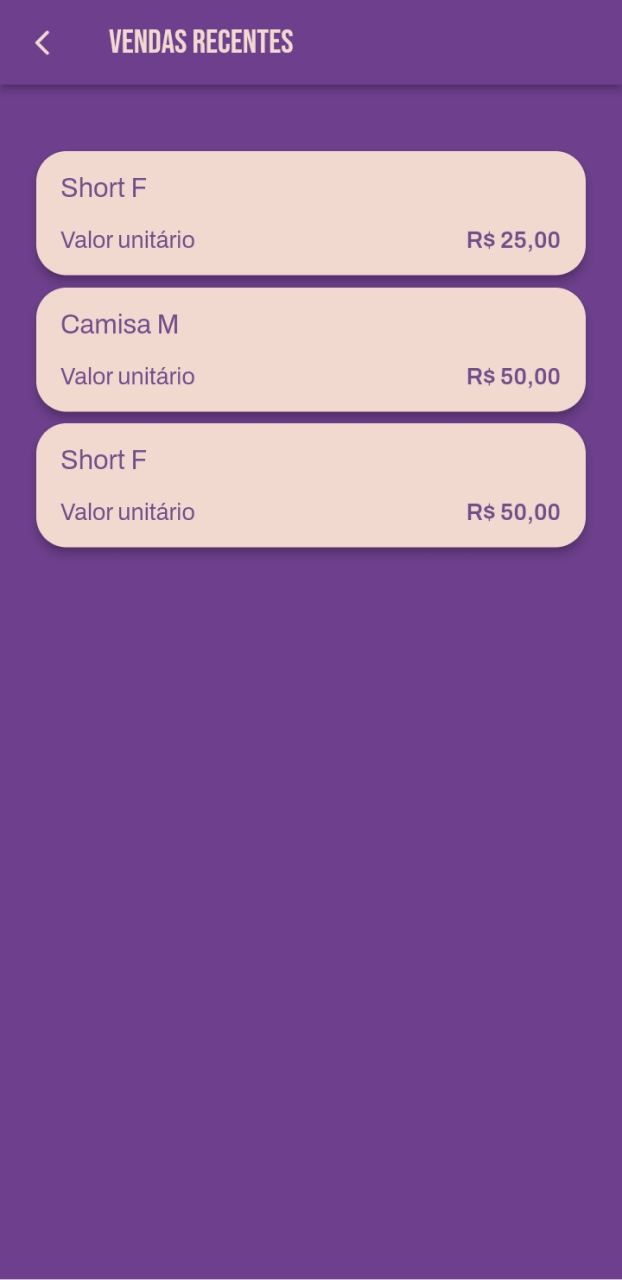 VENDAS RECENTES
Short F
Valor unitário R$ 25,00
Camisa M
Valor unitário R$ 50,00
Short F
Valor unitário R$ 50,00